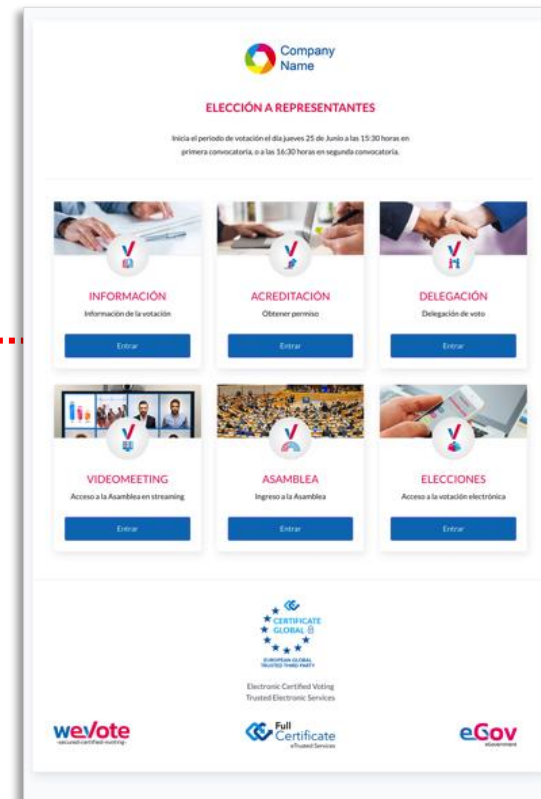 Company
Name
ELECCIÓN A REPRESENTANTES
Inicia el periodo de votación el día jueves 25 de Junio a las 15:30 horas en
primera convocatoria, o a las 16:30 horas en segunda convocatoria.
INFORMACIÓN
Información de la votación
Entrar
ACREDITACIÓN
Obtener permiso
Entrar
DELEGACIÓN
Delegación de voto
Entrar
VIDEOMEETING
Acceso a la Asamblea en streaming
Entrar
ASAMBLEA
Ingreso a la Asamblea
Entrar
ELECCIONES
Acceso a la votación electrónica
Entrar
CERTIFICATE
GLOBAL
EUROPEAN GLOBAL
TRUSTED THIRD PARTY
Electronic Certified Voting
Trusted Electronic Services
wevote
-secured·certified·evoting-
Full
Certificate
eTrusted Services
eGov
eGovernment